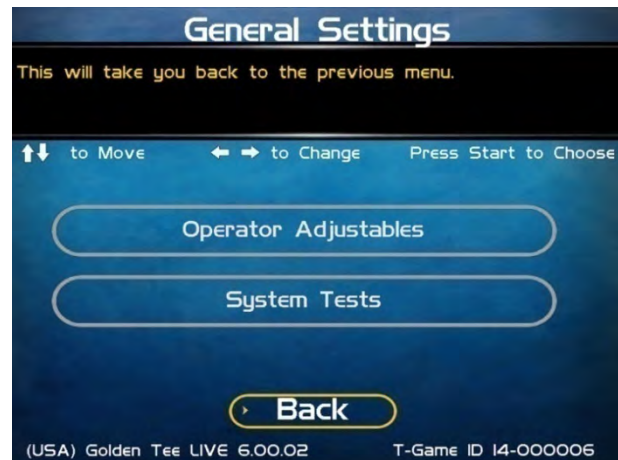 General Settings
This will take you back to the previous menu.
to Move to Change Press Start to Choose
Operator Adjustables
System Tests
Back
(USA) Golden Tee LIVE 6.00.02 T-Game ID 14-000006